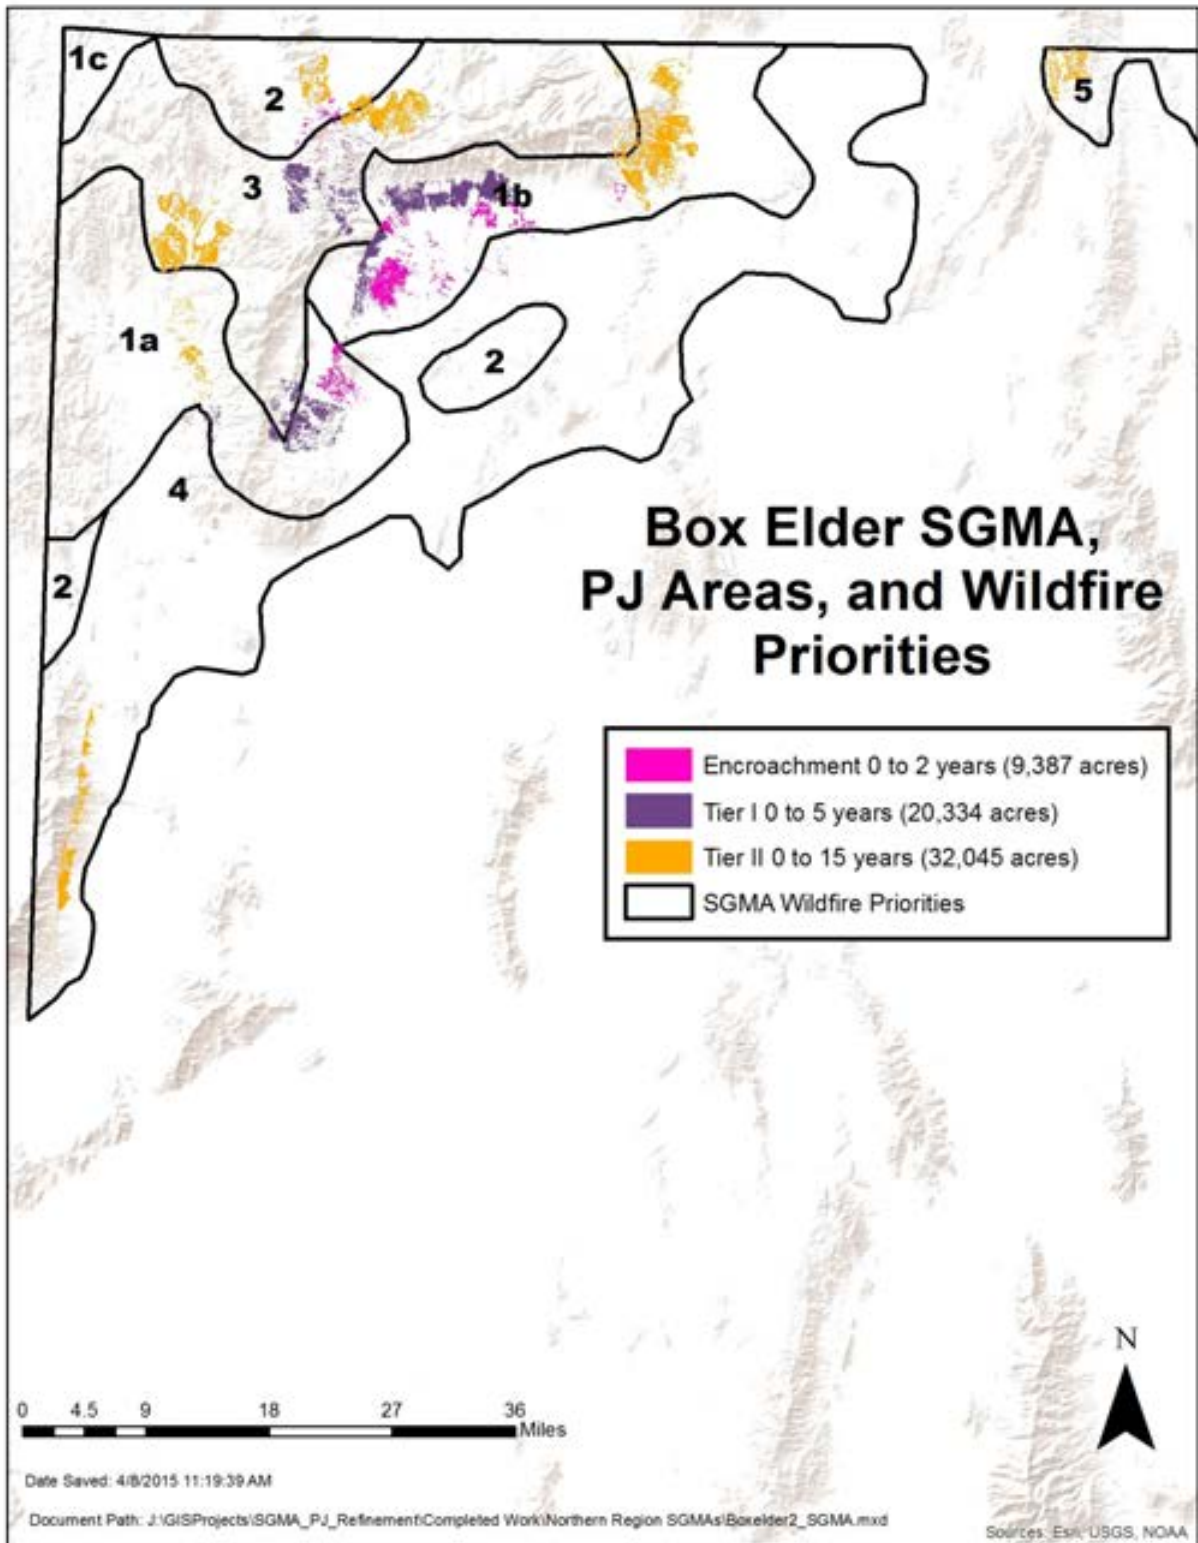 1c
2
5
3
1b
1a
2
4
2
Box Elder SGMA,
PJ Areas, and Wildfire
Priorities
Encroachment 0 to 2 years (9,387 acres)
Tier I 0 to 5 years (20,334 acres)
Tier II 0 to 15 years (32,045 acres)
SGMA Wildfire Priorities
N
0 4.5 9 18 27 36
Miles
Date Saved: 4/8/2015 11:19:39 AM
Document Path: J:\GISProjects\SGMA_PJ_Refinement\Completed Work\Northern Region SGMAs\Boxelder2_SGMA.mxd
Sources: Esri, USGS, NOAA